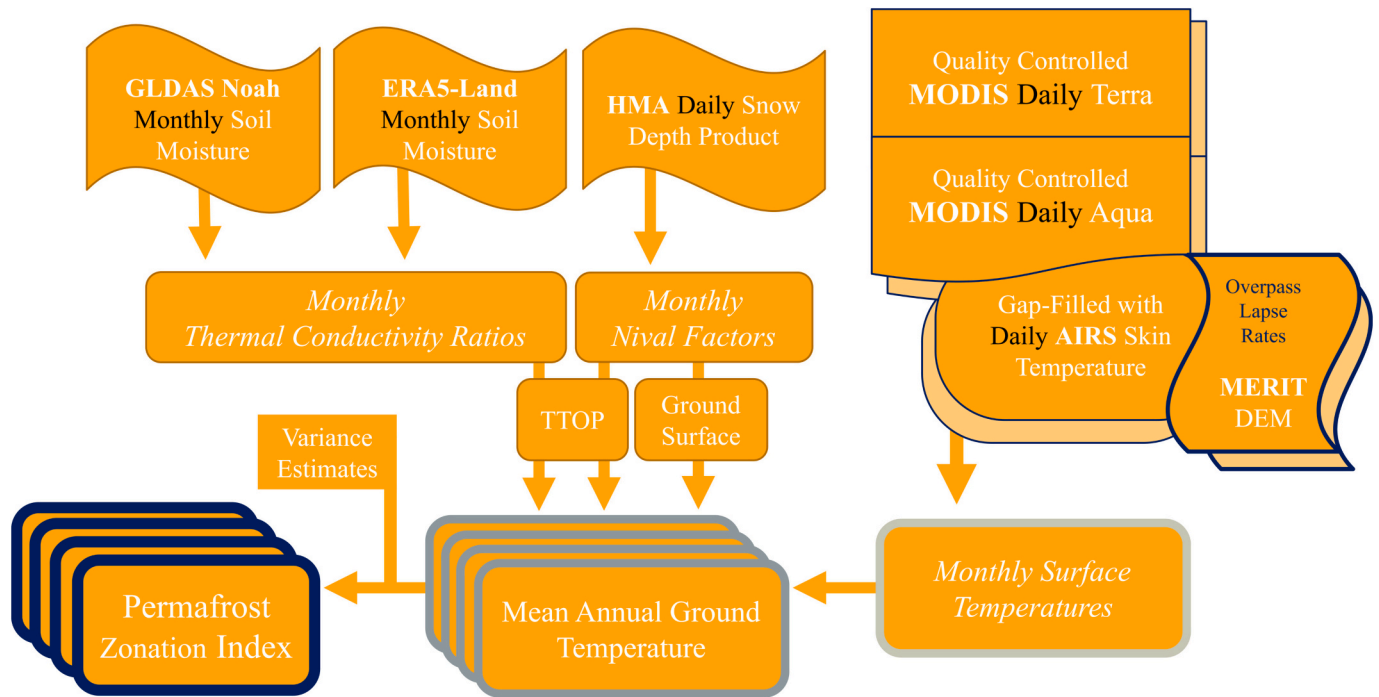 GLDAS Noah
Monthly Soil
Moisture
ERA5-Land
Monthly Soil
Moisture
HMA Daily Snow
Depth Product
Quality Controlled
MODIS Daily Terra
Quality Controlled
MODIS Daily Aqua
Gap-Filled with
Daily AIRS Skin
Temperature
Overpass
Lapse
Rates
MERIT
DEM
Monthly
Thermal Conductivity Ratios
Monthly
Nival Factors
TTOP
Ground
Surface
Variance
Estimates
Permafrost
Zonation Index
Mean Annual Ground
Temperature
Monthly Surface
Temperatures